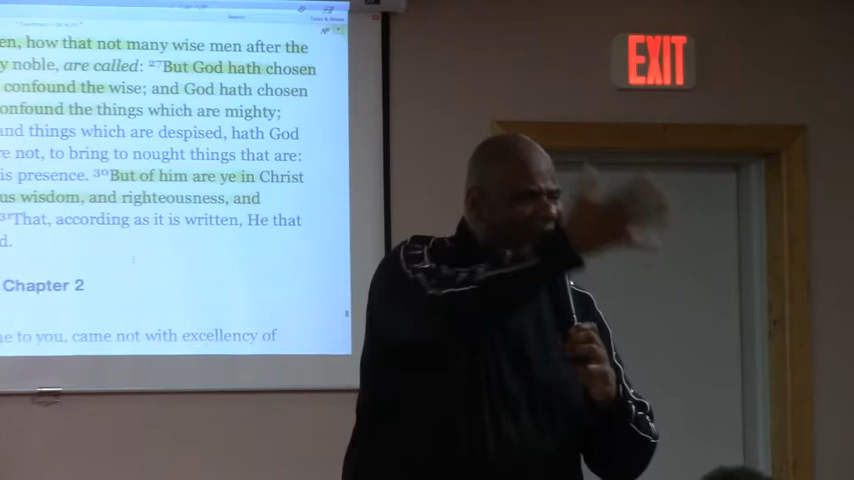 en, how that not many wise men after the
y noble, are called: 27But God hath chosen
confound the wise; and God hath chosen
onfound the things which are mighty;
and things which are despised, hath God
re not, to bring to nought things that are:
is presence. 30But of him are ye in Christ
us wisdom, and righteousness, and
31That, according as it is written, He that
d.
Chapter 2
e to you, came not with excellency of
EXIT